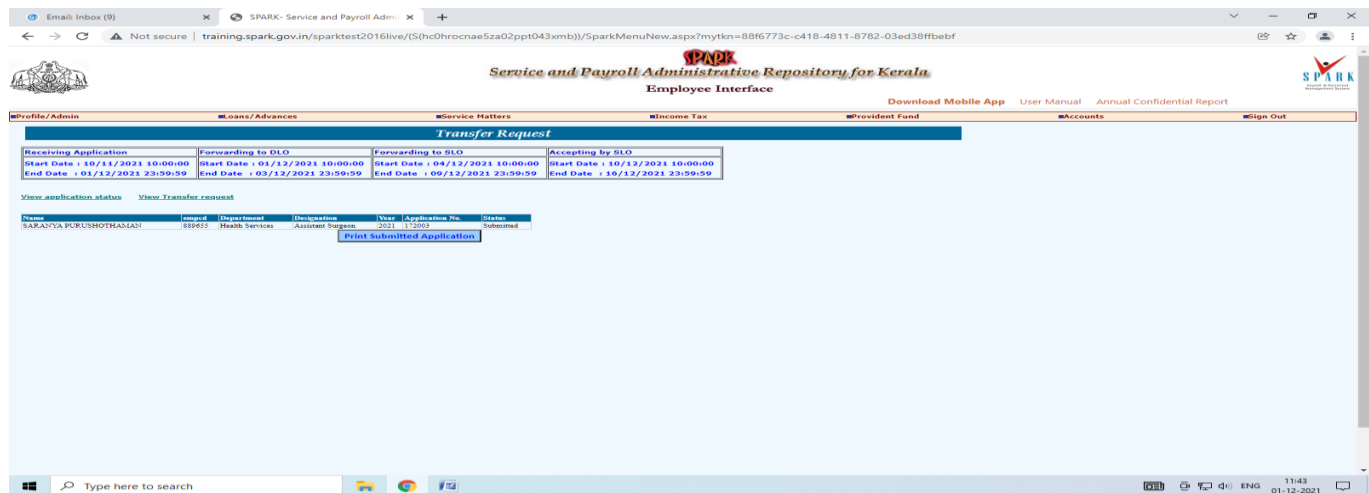 Email: Inbox (9)
SPARK- Service and Payroll Admi
Not secure | training.spark.gov.in/sparktest2016live/(S(hc0hrocnae5za02ppt043xmb))/SparkMenuNew.aspx?mytkn=88f6773c-c418-4811-8782-03ed38ffbebf
SPARK
Service and Payroll Administrative Repository for Kerala
Employee Interface
SPARK
Download Mobile App User Manual Annual Confidential Report
Profile/Admin Loans/Advances Service Matters Income Tax Provident Fund Accounts Sign Out
Transfer Request
Receiving Application Forwarding to DLO Forwarding to SLO Accepting by SLO
Start Date : 10/11/2021 10:00:00 Start Date : 01/12/2021 10:00:00 Start Date : 04/12/2021 10:00:00 Start Date : 10/12/2021 10:00:00
End Date : 01/12/2021 23:59:59 End Date : 03/12/2021 23:59:59 End Date : 09/12/2021 23:59:59 End Date : 16/12/2021 23:59:59
View application status View Transfer request
Name empcd Department Designation Year Application No. Status
SARANYA PURUSHOTHAMAN 889655 Health Services Assistant Surgeon 2021 172003 Submitted
Print Submitted Application
Type here to search
ENG
11:43
01-12-2021